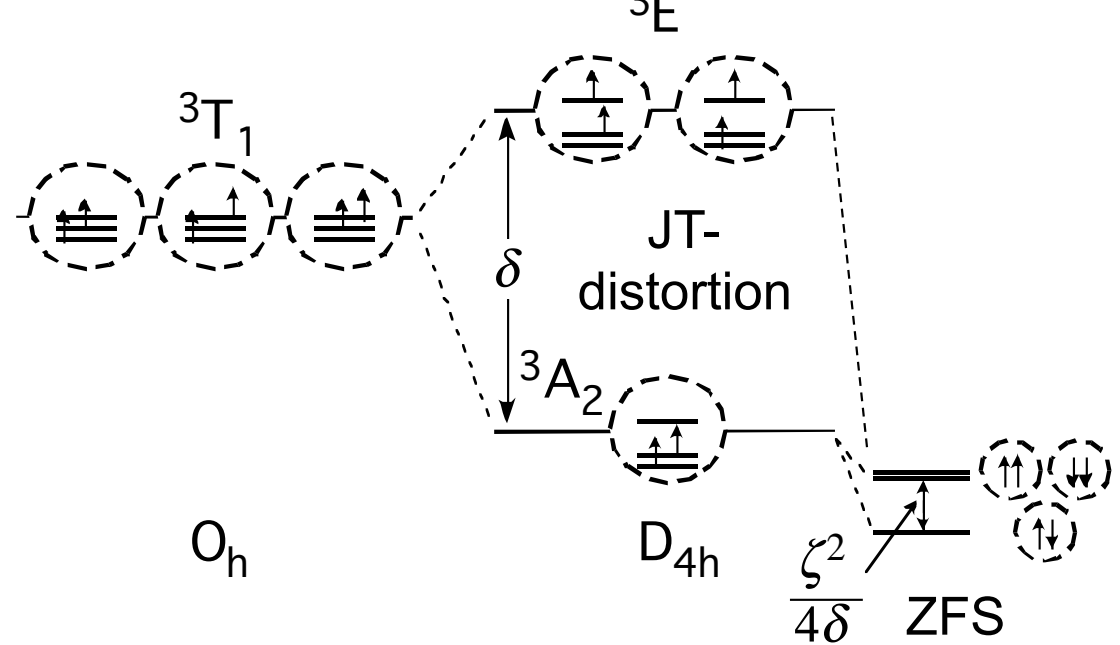 ³E
³T₁
JT-
distortion
δ
³A₂
Oₕ
D₄ₕ
ζ²
4δ
ZFS